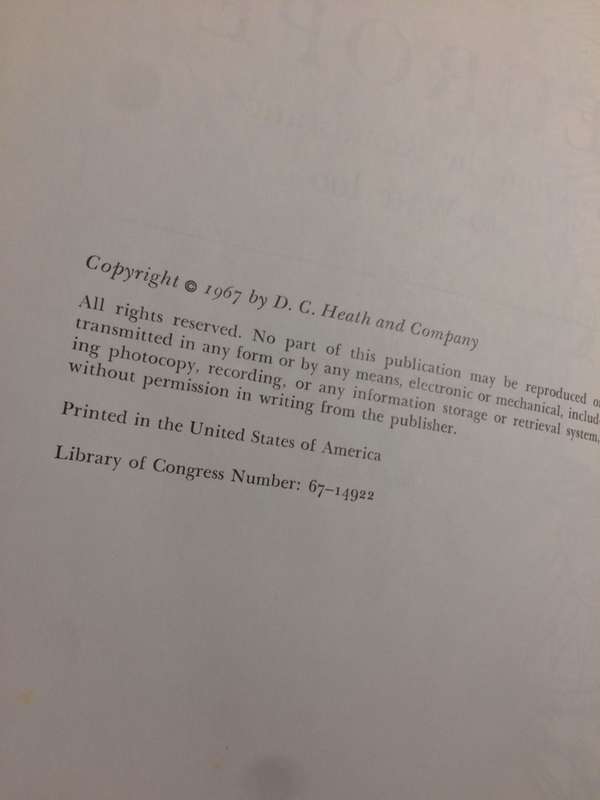 Copyright © 1967 by D. C. Heath and Company
All rights reserved. No part of this publication may be reproduced or
transmitted in any form or by any means, electronic or mechanical, includ-
ing photocopy, recording, or any information storage or retrieval system,
without permission in writing from the publisher.
Printed in the United States of America
Library of Congress Number: 67-14922